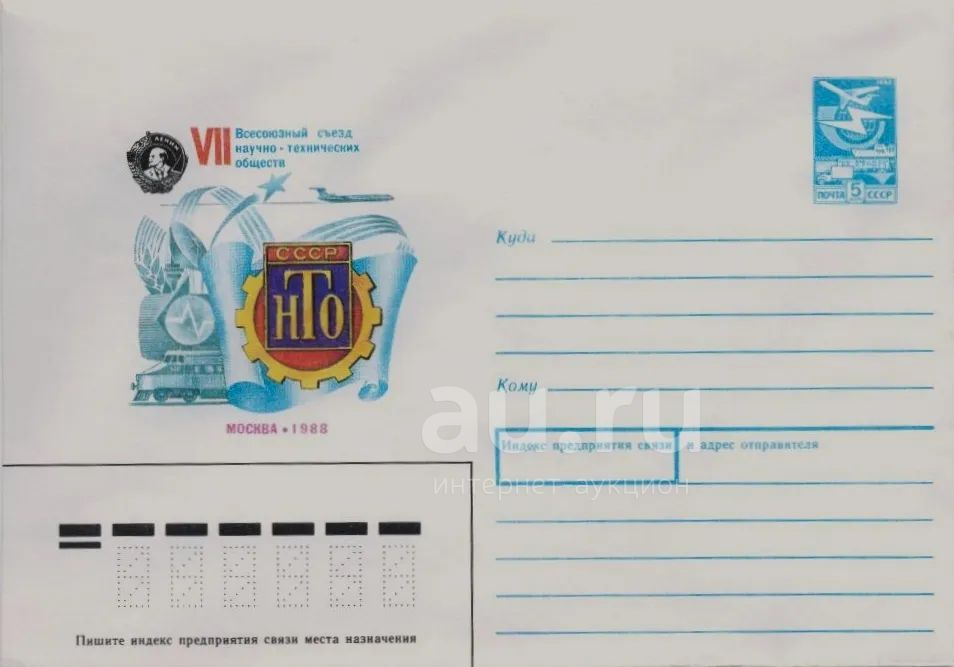 ЛЕНИН
VII Всесоюзный съезд
научно - технических
обществ
СССР
НТО
МОСКВА • 1988
ПОЧТА 5 СССР
Куда
Кому
Индекс предприятия связи и адрес отправителя
au.ru
интернет-аукцион
Пишите индекс предприятия связи места назначения